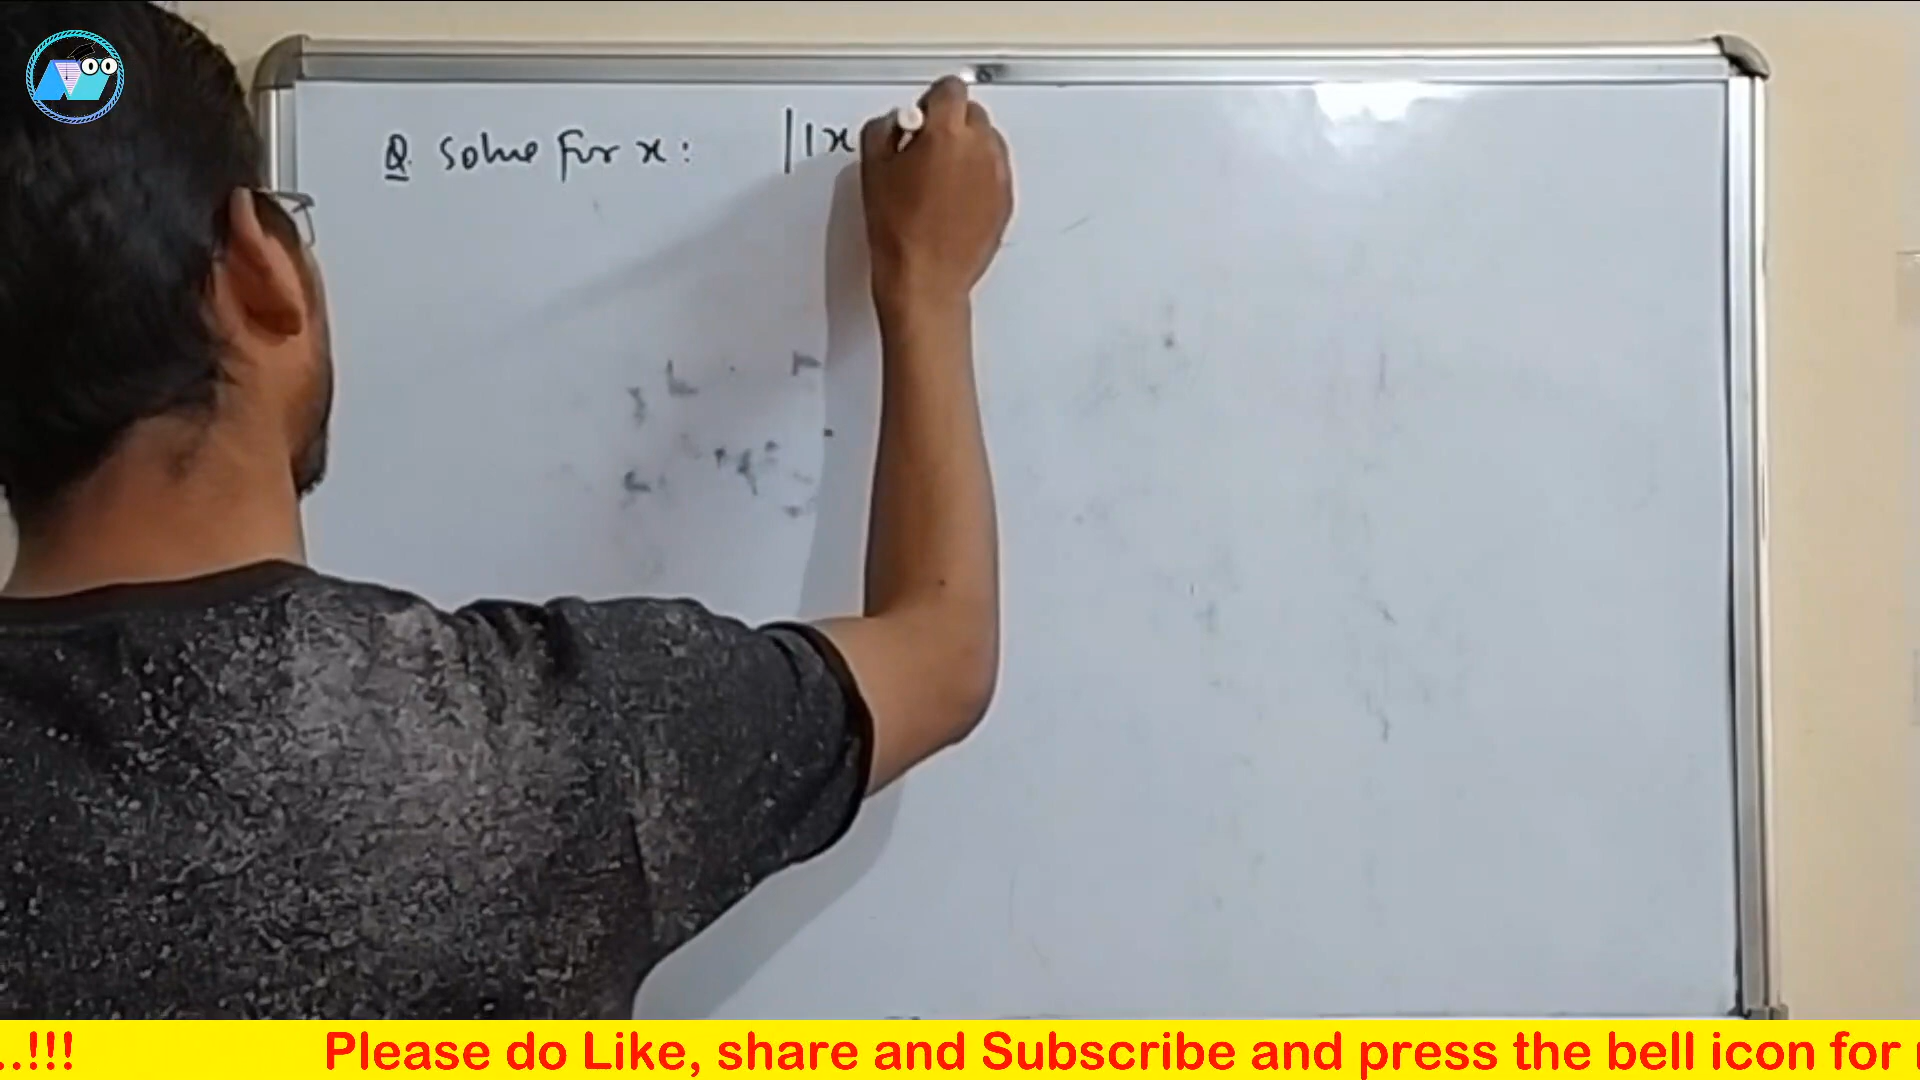 Q. Solve for x: ||x
..!!! Please do Like, share and Subscribe and press the bell icon for